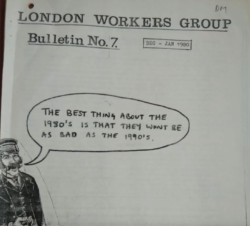 LONDON WORKERS GROUP
Bulletin No. 7.
THE BEST THING ABOUT THE
1980'S IS THAT THEY WONT BE
AS BAD AS THE 1990'S.